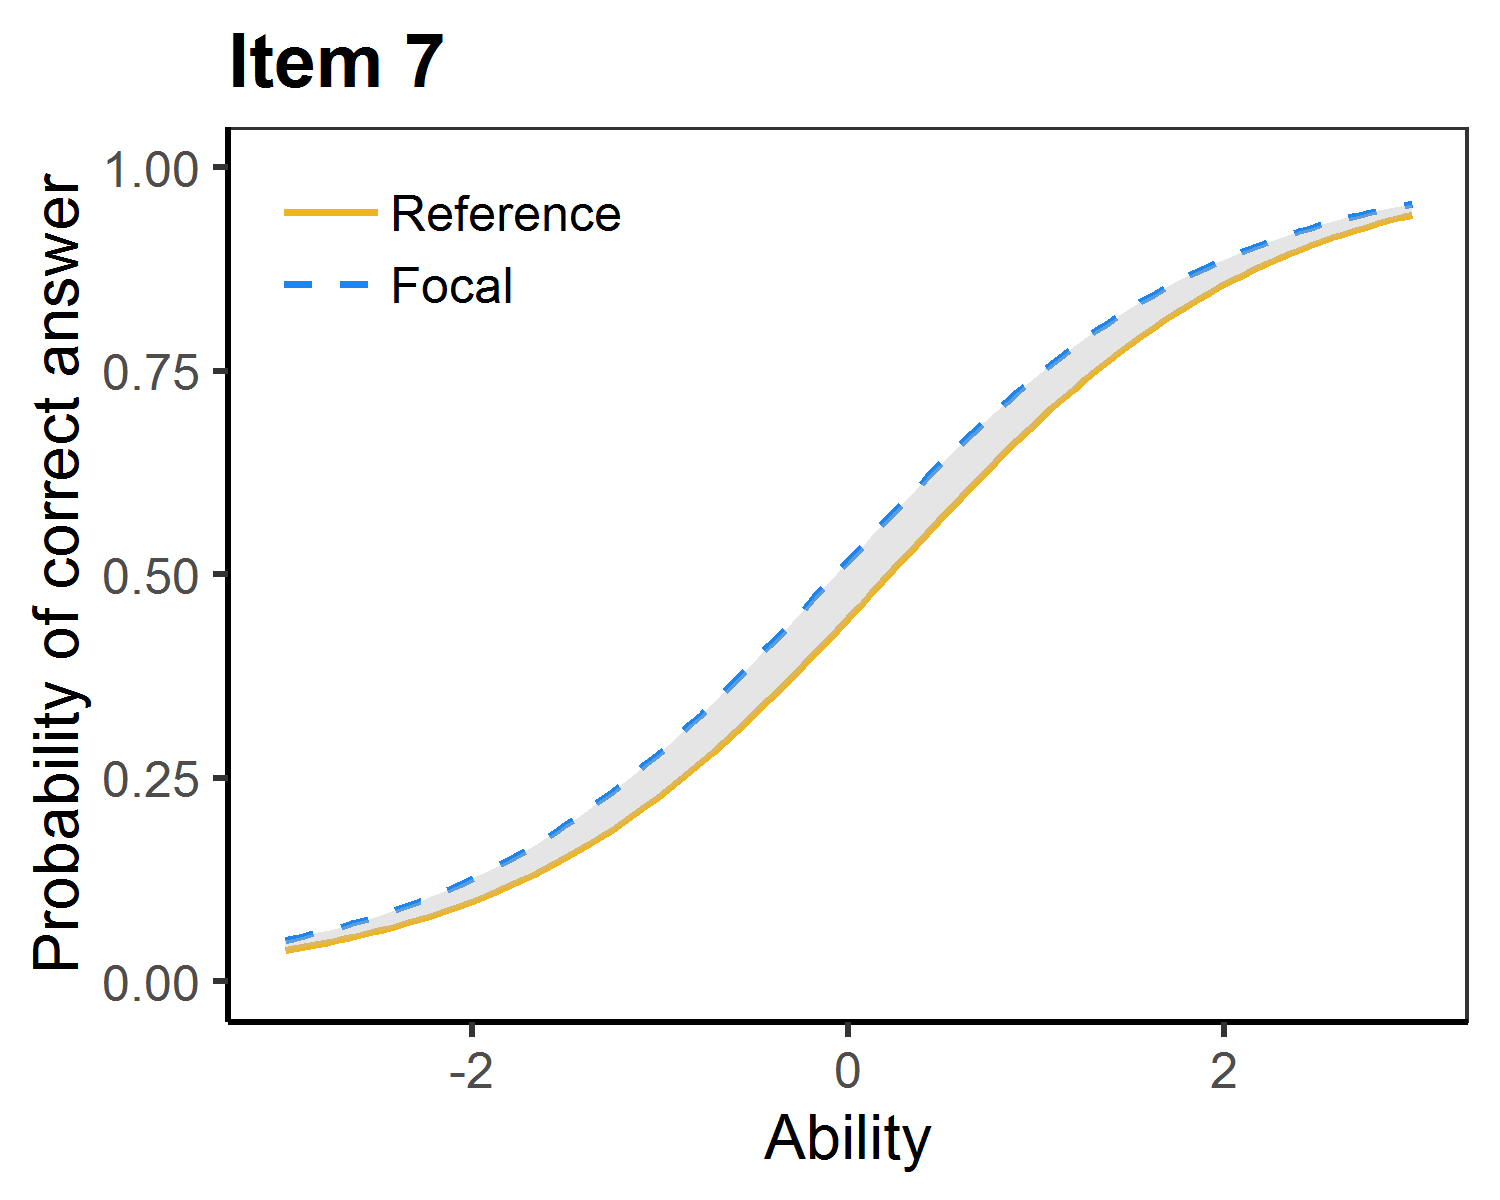 Item 7
Probability of correct answer
1.00
0.75
0.50
0.25
0.00
Reference
Focal
-2
0
2
Ability